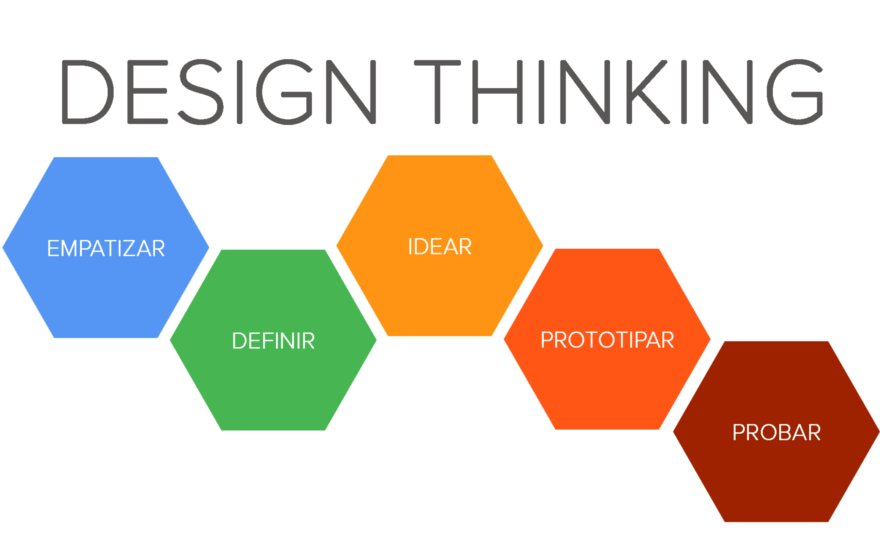 DESIGN THINKING
EMPATIZAR
DEFINIR
IDEAR
PROTOTIPAR
PROBAR